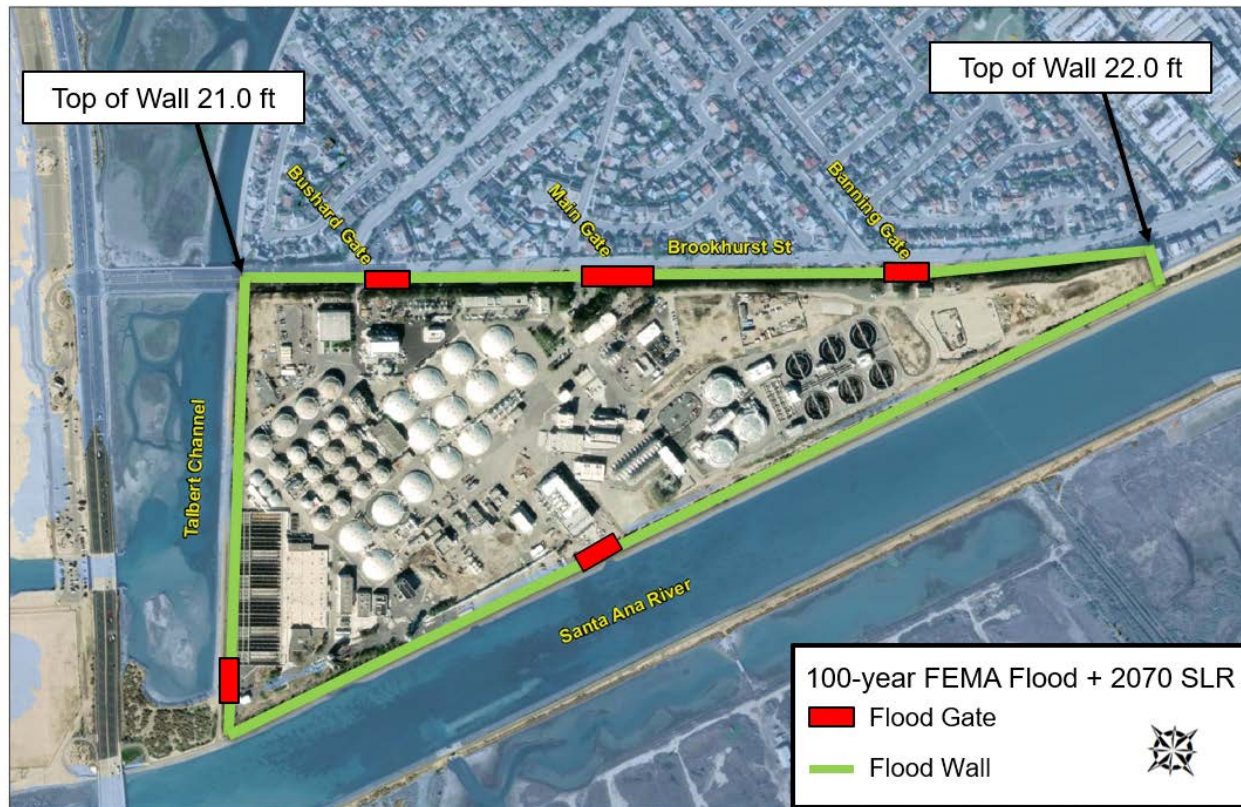 Top of Wall 21.0 ft
Top of Wall 22.0 ft
Bushard Gate
Main Gate
Banning Gate
Brookhurst St
Talbert Channel
Santa Ana River
100-year FEMA Flood + 2070 SLR
Flood Gate
Flood Wall